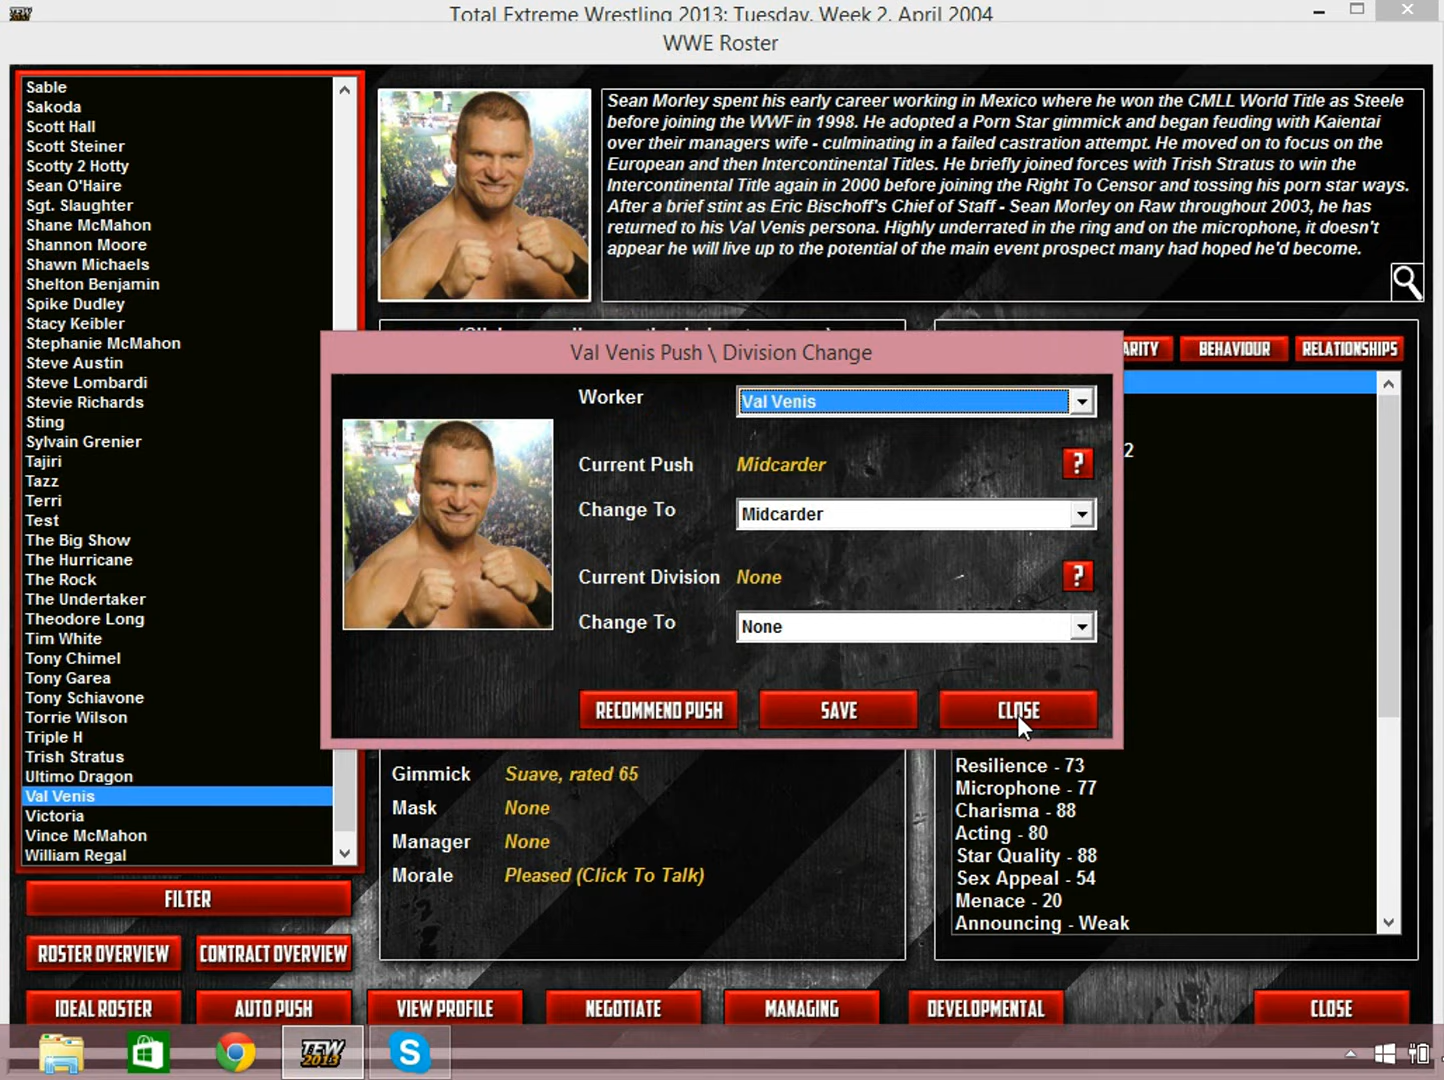 Total Extreme Wrestling 2013: Tuesday, Week 2, April 2004
WWE Roster
Sable
Sakoda
Scott Hall
Scott Steiner
Scotty 2 Hotty
Sean O'Haire
Sgt. Slaughter
Shane McMahon
Shannon Moore
Shawn Michaels
Shelton Benjamin
Spike Dudley
Stacy Keibler
Stephanie McMahon
Steve Austin
Steve Lombardi
Stevie Richards
Sting
Sylvain Grenier
Tajiri
Tazz
Terri
Test
The Big Show
The Hurricane
The Rock
The Undertaker
Theodore Long
Tim White
Tony Chimel
Tony Garea
Tony Schiavone
Torrie Wilson
Triple H
Trish Stratus
Ultimo Dragon
Val Venis
Victoria
Vince McMahon
William Regal
Sean Morley spent his early career working in Mexico where he won the CMLL World Title as Steele
before joining the WWF in 1998. He adopted a Porn Star gimmick and began feuding with Kaientai
over their managers wife - culminating in a failed castration attempt. He moved on to focus on the
European and then Intercontinental Titles. He briefly joined forces with Trish Stratus to win the
Intercontinental Title again in 2000 before joining the Right To Censor and tossing his porn star ways.
After a brief stint as Eric Bischoff's Chief of Staff - Sean Morley on Raw throughout 2003, he has
returned to his Val Venis persona. Highly underrated in the ring and on the microphone, it doesn't
appear he will live up to the potential of the main event prospect many had hoped he'd become.
ARITY BEHAVIOUR RELATIONSHIPS
2
Val Venis Push \ Division Change
Worker Val Venis
Current Push Midcarder ?
Change To Midcarder
Current Division None ?
Change To None
RECOMMEND PUSH SAVE CLOSE
Gimmick Suave, rated 65
Mask None
Manager None
Morale Pleased (Click To Talk)
Resilience - 73
Microphone - 77
Charisma - 88
Acting - 80
Star Quality - 88
Sex Appeal - 54
Menace - 20
Announcing - Weak
FILTER
ROSTER OVERVIEW CONTRACT OVERVIEW
IDEAL ROSTER AUTO PUSH VIEW PROFILE NEGOTIATE MANAGING DEVELOPMENTAL CLOSE
TEW
2013
S